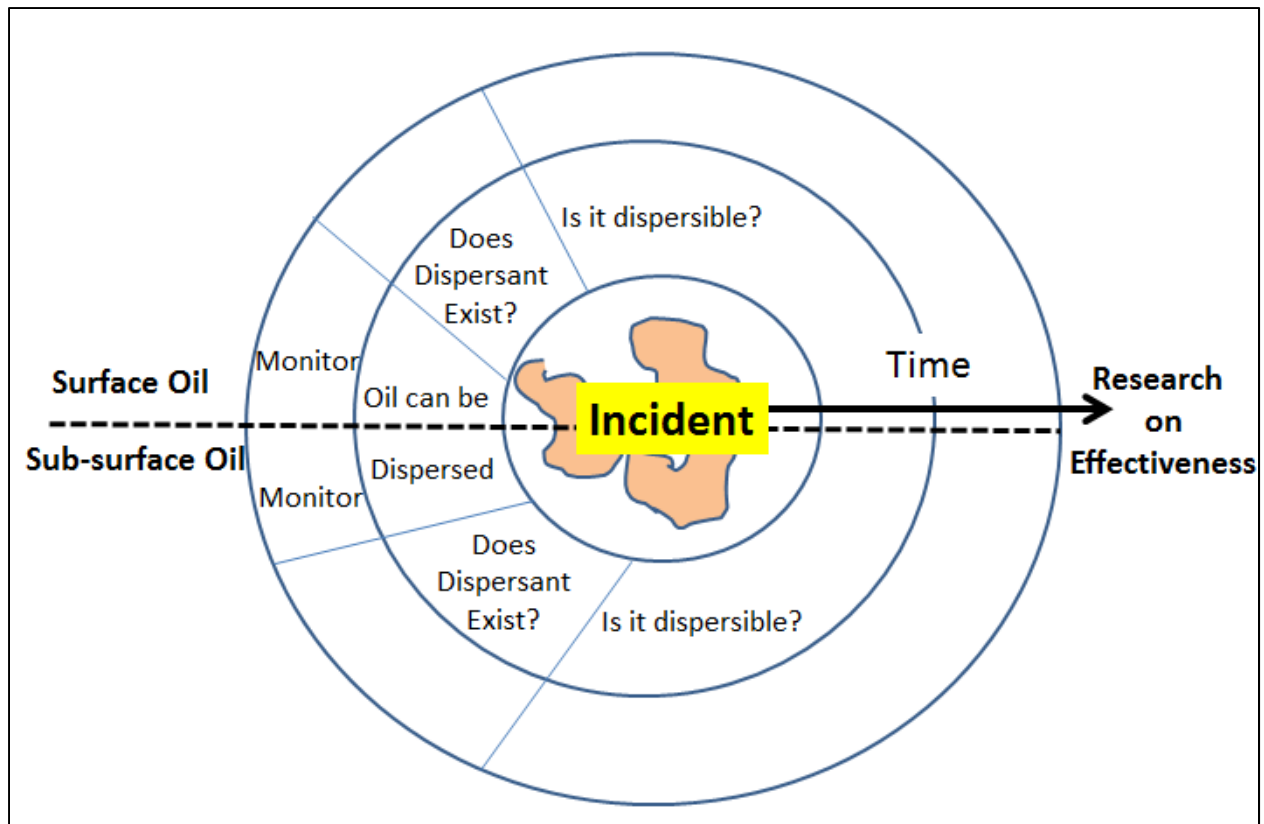 Is it dispersible?
Does
Dispersant
Exist?
Monitor
Time
Surface Oil
Oil can be
Incident
Research
on
Effectiveness
Sub-surface Oil
Dispersed
Monitor
Does
Dispersant
Exist?
Is it dispersible?